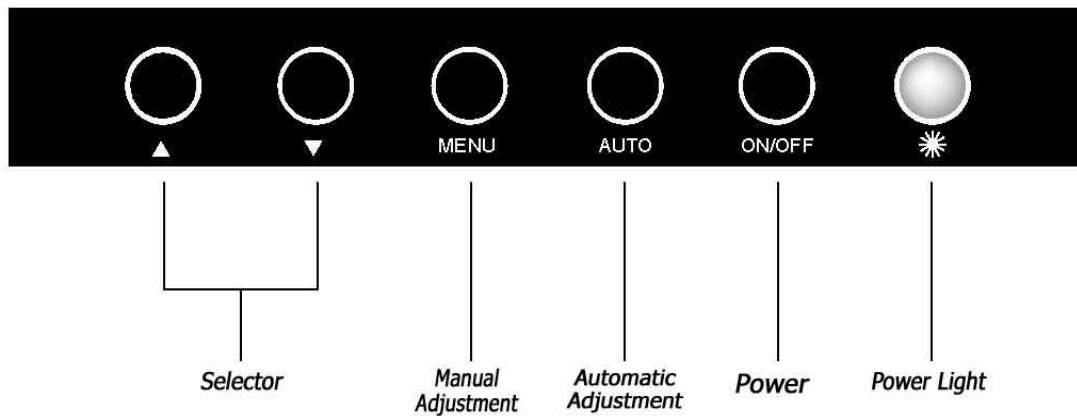 ▲ ▼ MENU AUTO ON/OFF
Selector
Manual
Adjustment
Automatic
Adjustment
Power
Power Light